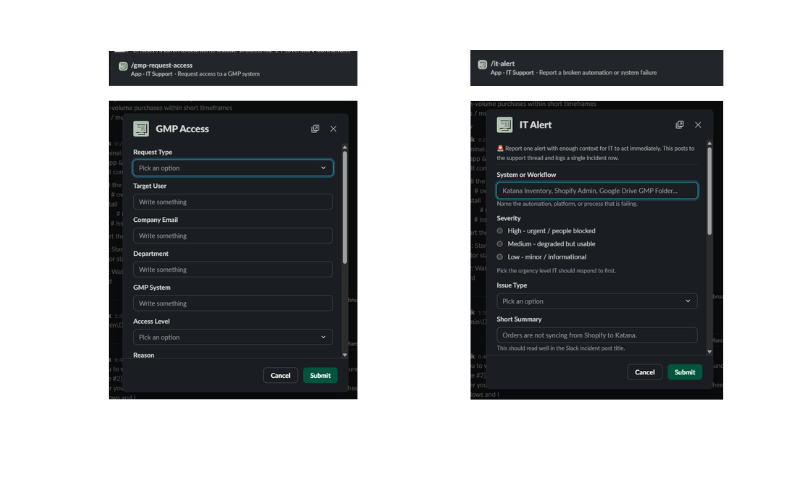 /gmp-request-access
App · IT Support · Request access to a GMP system
-volume purchases within short timeframes
GMP Access
Request Type
Pick an option
Target User
Write something
Company Email
Write something
Department
Write something
GMP System
Write something
Access Level
Pick an option
Reason
Cancel
Submit
/it-alert
App · IT Support · Report a broken automation or system failure
-volume purchases within short timeframes
IT Alert
🚨 Report one alert with enough context for IT to act immediately. This posts to
the support thread and logs a single incident row.
System or Workflow
Katana Inventory, Shopify Admin, Google Drive GMP Folder...
Name the automation, platform, or process that is failing.
Severity
High - urgent / people blocked
Medium - degraded but usable
Low - minor / informational
Pick the urgency level IT should respond to first.
Issue Type
Pick an option
Short Summary
Orders are not syncing from Shopify to Katana.
This should read well in the Slack incident post title.
Cancel
Submit